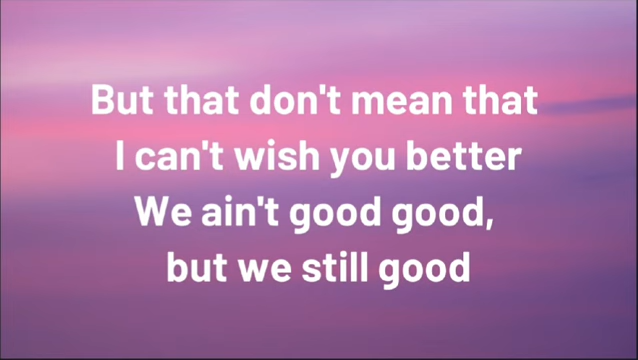 But that don't mean that
I can't wish you better
We ain't good good,
but we still good